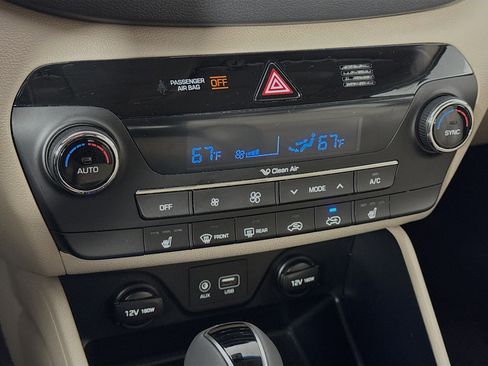 PASSENGER
AIR BAG OFF
67°F 67°F
Clean Air
AUTO
SYNC
OFF MODE A/C
FRONT REAR
AUX USB
12V 180W 12V 180W